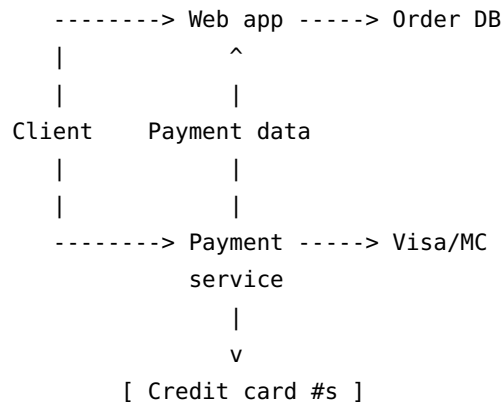 --------> Web app -----> Order DB
| ^
| |
Client Payment data
| |
| |
--------> Payment -----> Visa/MC
service
|
v
[ Credit card #s ]